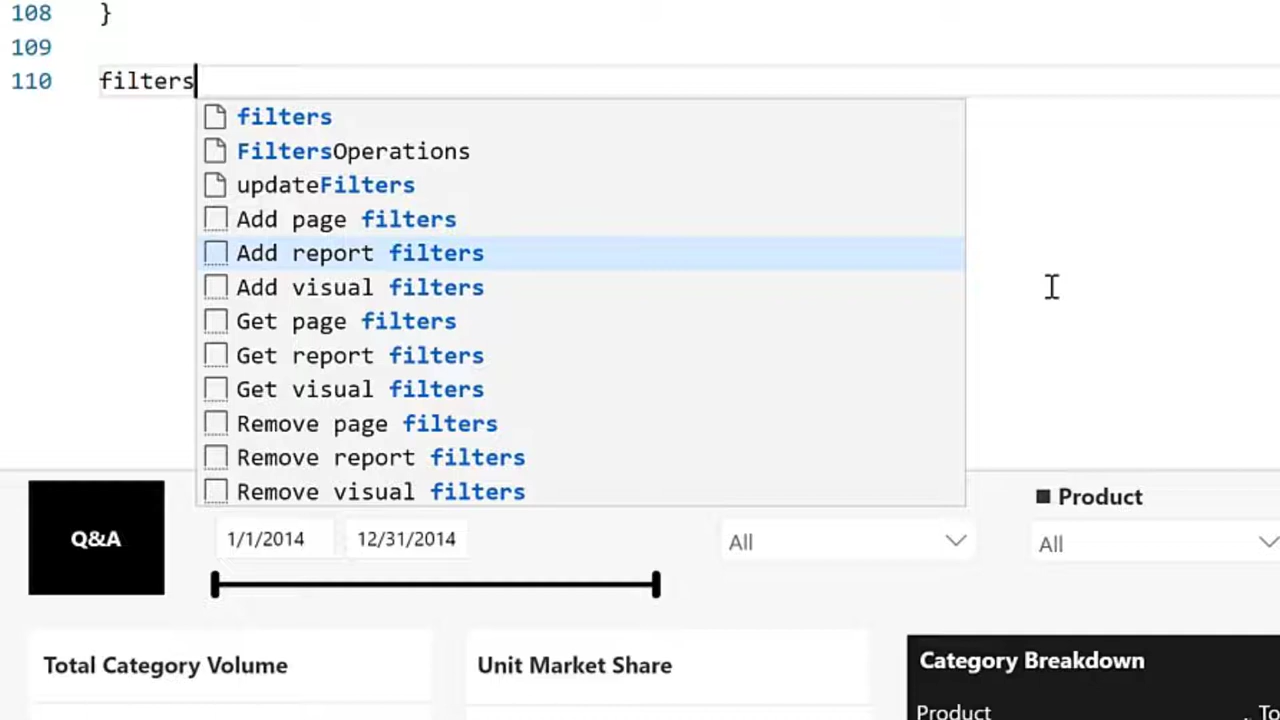 108 }
109
110 filters
filters
FiltersOperations
updateFilters
Add page filters
Add report filters
Add visual filters
Get page filters
Get report filters
Get visual filters
Remove page filters
Remove report filters
Remove visual filters
Q&A
1/1/2014 12/31/2014
All
Product
All
Total Category Volume
Unit Market Share
Category Breakdown
Product